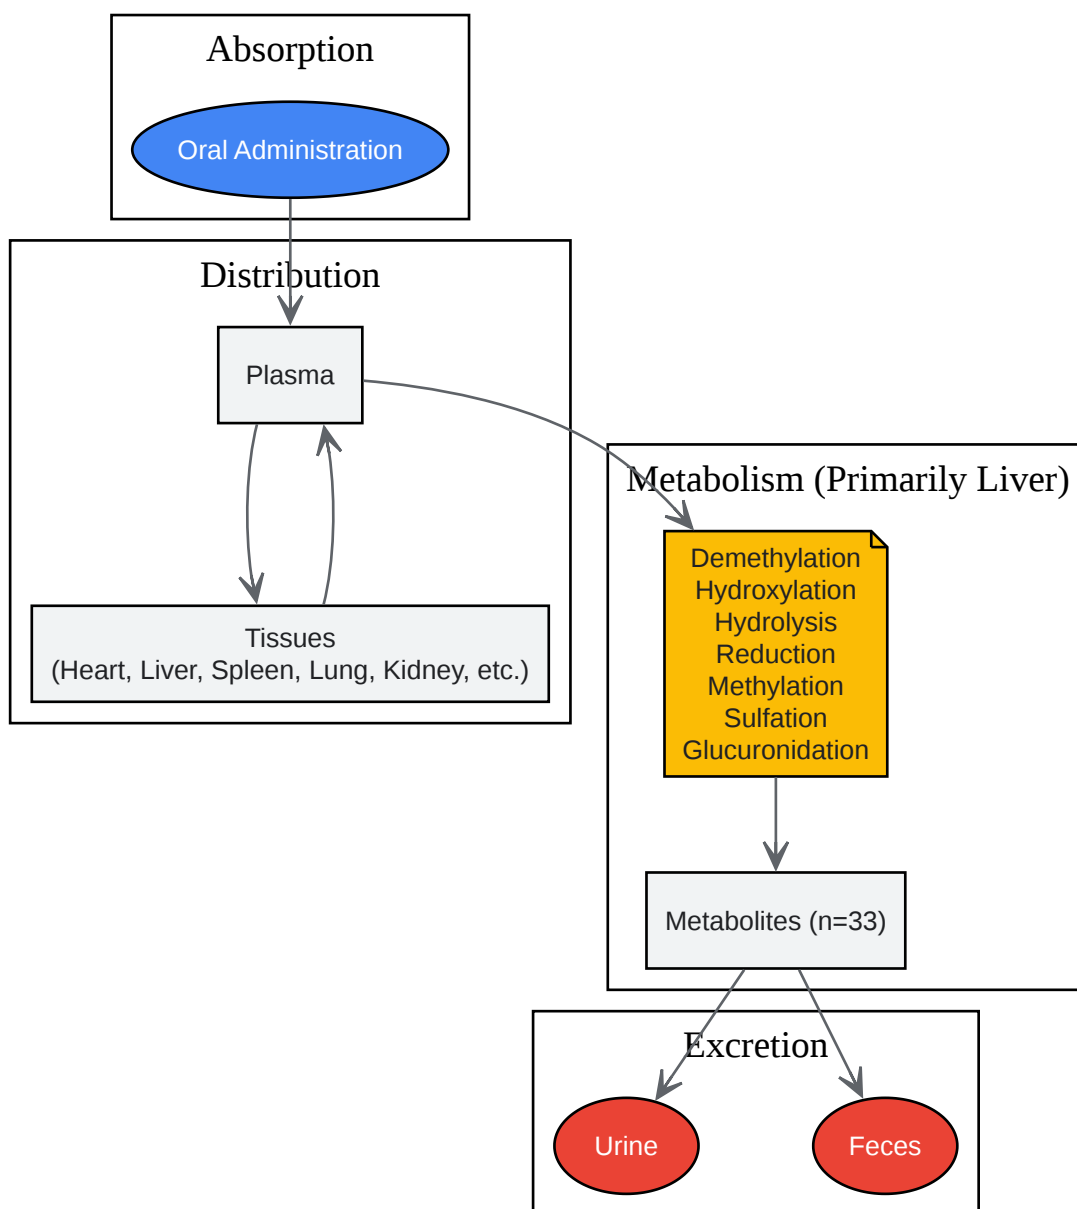 Absorption
Oral Administration
Distribution
Plasma
Tissues
(Heart, Liver, Spleen, Lung, Kidney, etc.)
Metabolism (Primarily Liver)
Demethylation
Hydroxylation
Hydrolysis
Reduction
Methylation
Sulfation
Glucuronidation
Metabolites (n=33)
Excretion
Urine
Feces